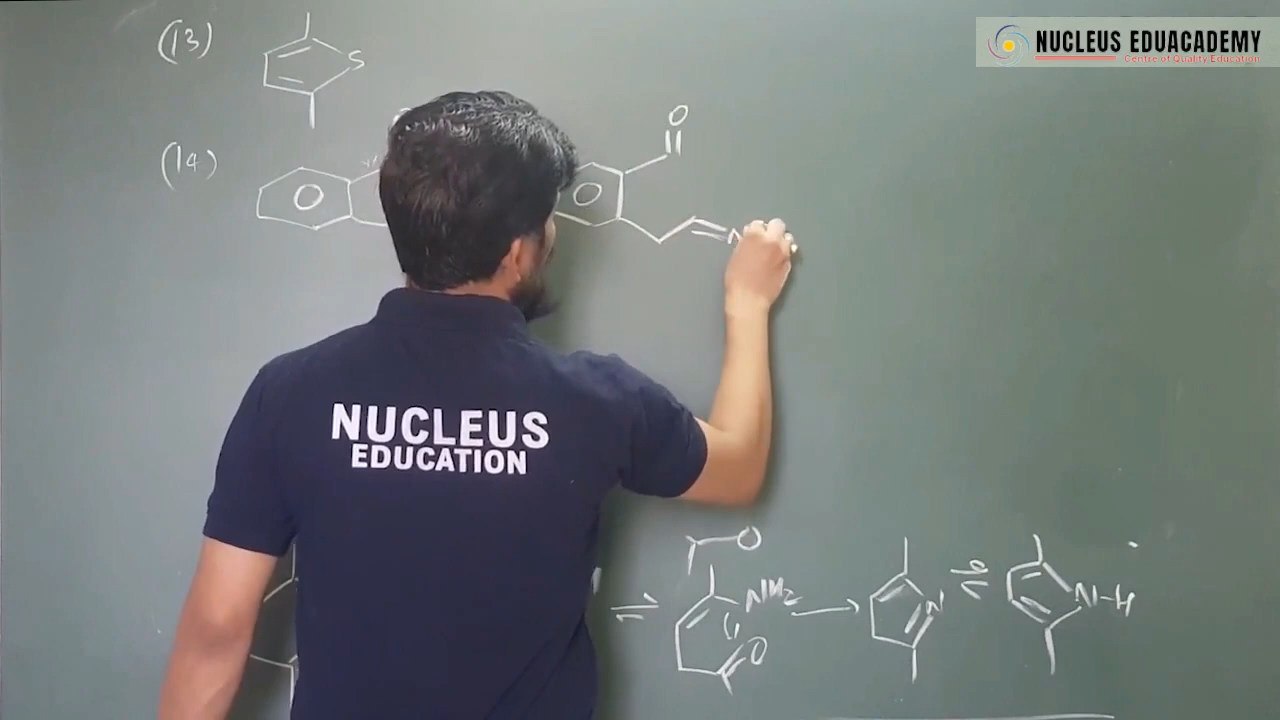 NUCLEUS EDUACADEMY
Centre of Quality Education
(13)
S
O
(14)
N
NUCLEUS
EDUCATION
O
NH2
N
N-H
O